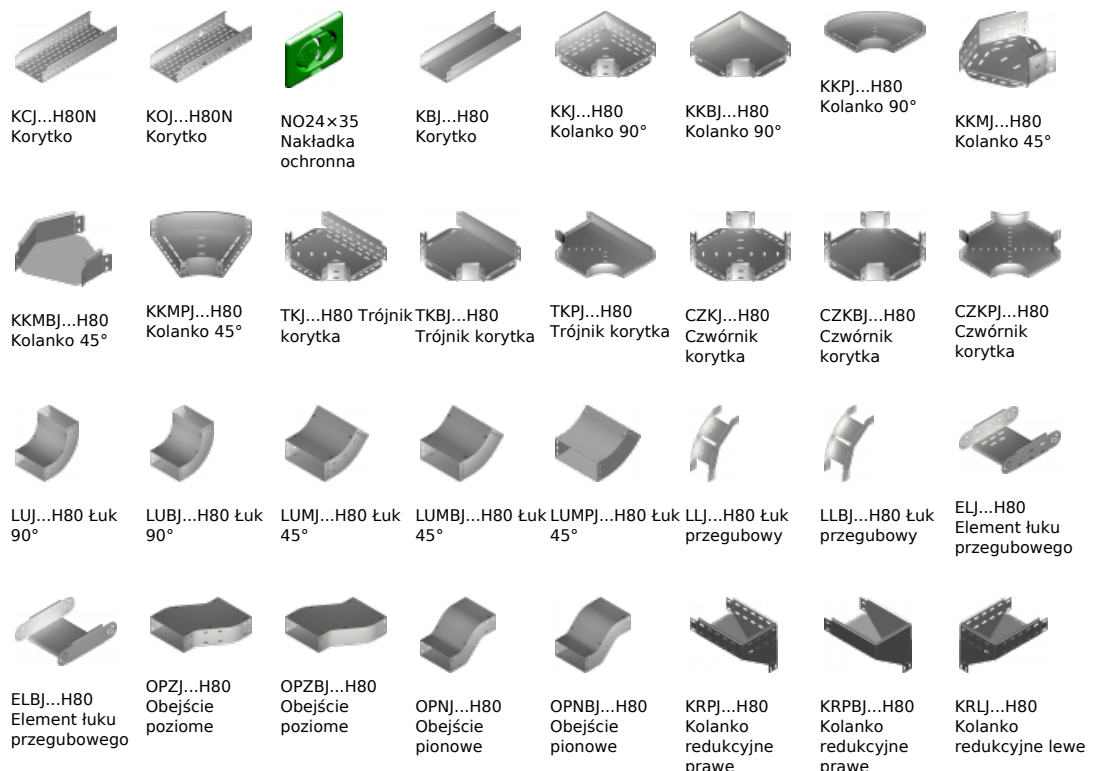 KCJ...H80N
Korytko
KOJ...H80N
Korytko
NO24×35
Nakładka
ochronna
KBJ...H80
Korytko
KKJ...H80
Kolanko 90°
KKBJ...H80
Kolanko 90°
KKPJ...H80
Kolanko 90°
KKMJ...H80
Kolanko 45°
KKMBJ...H80
Kolanko 45°
KKMPJ...H80
Kolanko 45°
TKJ...H80 Trójnik
korytka
TKBJ...H80
Trójnik korytka
TKPJ...H80
Trójnik korytka
CZKJ...H80
Czwórnik
korytka
CZKBJ...H80
Czwórnik
korytka
CZKPJ...H80
Czwórnik
korytka
LUJ...H80 Łuk
90°
LUBJ...H80 Łuk
90°
LUMJ...H80 Łuk
45°
LUMBJ...H80 Łuk
45°
LUMPJ...H80 Łuk
45°
LLJ...H80 Łuk
przegubowy
LLBJ...H80 Łuk
przegubowy
ELJ...H80
Element łuku
przegubowego
ELBJ...H80
Element łuku
przegubowego
OPZJ...H80
Obejście
poziome
OPZBJ...H80
Obejście
poziome
OPNJ...H80
Obejście
pionowe
OPNBJ...H80
Obejście
pionowe
KRPJ...H80
Kolanko
redukcyjne
prawe
KRPBJ...H80
Kolanko
redukcyjne
prawe
KRLJ...H80
Kolanko
redukcyjne lewe